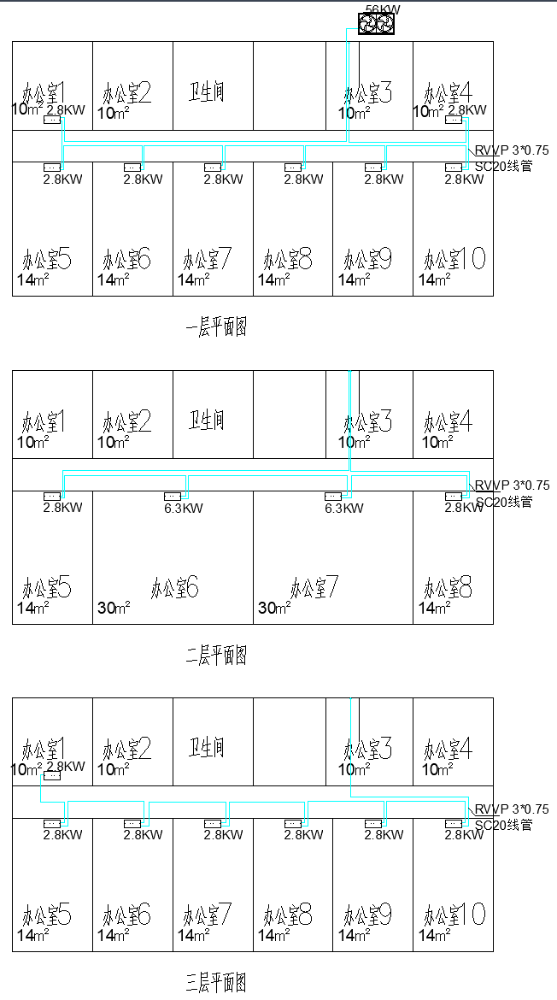 56KW
办公室1
办公室2
卫生间
办公室3
办公室4
10m²
2.8KW
10m²
10m²
10m²
2.8KW
RVVP 3*0.75
SC20线管
2.8KW
2.8KW
2.8KW
2.8KW
2.8KW
2.8KW
办公室5
办公室6
办公室7
办公室8
办公室9
办公室10
14m²
14m²
14m²
14m²
14m²
14m²
一层平面图
办公室1
办公室2
卫生间
办公室3
办公室4
10m²
10m²
10m²
10m²
RVVP 3*0.75
SC20线管
2.8KW
6.3KW
6.3KW
2.8KW
办公室5
办公室6
办公室7
办公室8
14m²
30m²
30m²
14m²
二层平面图
办公室1
办公室2
卫生间
办公室3
办公室4
10m²
2.8KW
10m²
10m²
10m²
RVVP 3*0.75
SC20线管
2.8KW
2.8KW
2.8KW
2.8KW
2.8KW
2.8KW
办公室5
办公室6
办公室7
办公室8
办公室9
办公室10
14m²
14m²
14m²
14m²
14m²
14m²
三层平面图